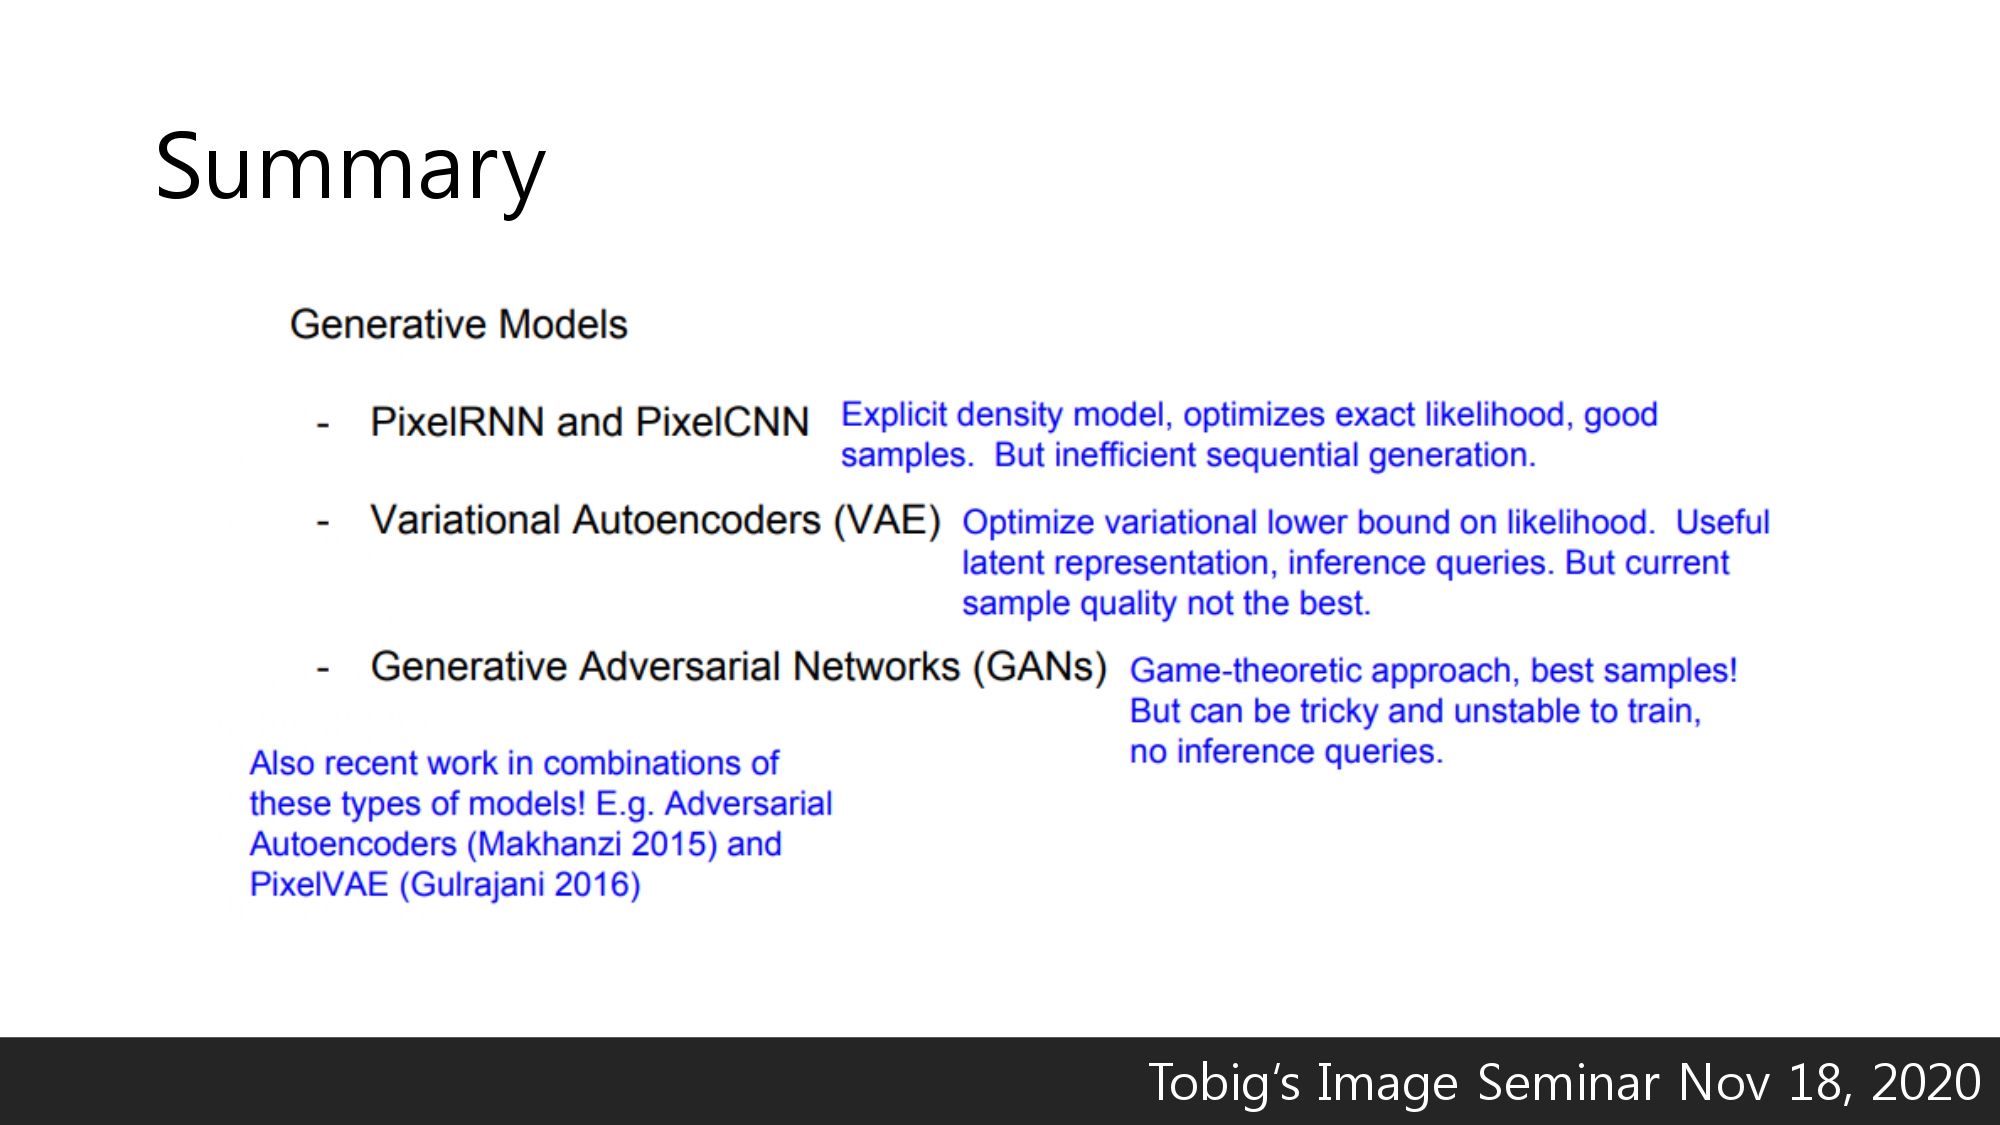 Summary
Generative Models
- PixelRNN and PixelCNN
Explicit density model, optimizes exact likelihood, good
samples. But inefficient sequential generation.
- Variational Autoencoders (VAE)
Optimize variational lower bound on likelihood. Useful
latent representation, inference queries. But current
sample quality not the best.
- Generative Adversarial Networks (GANs)
Game-theoretic approach, best samples!
But can be tricky and unstable to train,
no inference queries.
Also recent work in combinations of
these types of models! E.g. Adversarial
Autoencoders (Makhanzi 2015) and
PixelVAE (Gulrajani 2016)
Tobig's Image Seminar Nov 18, 2020